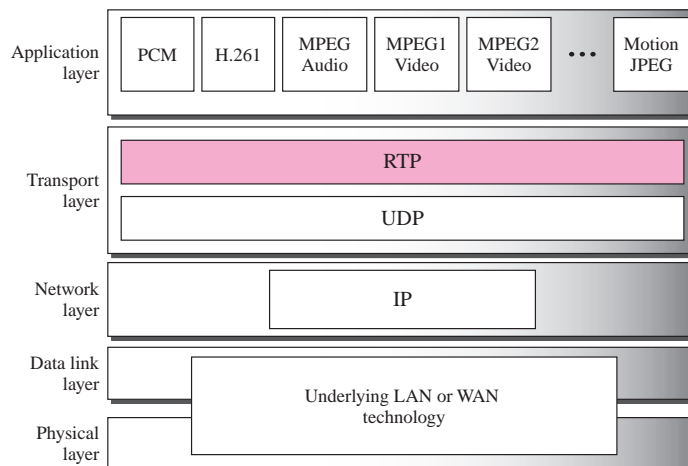 Application
layer
PCM
H.261
MPEG
Audio
MPEG1
Video
MPEG2
Video
...
Motion
JPEG
Transport
layer
RTP
UDP
Network
layer
IP
Data link
layer
Underlying LAN or WAN
technology
Physical
layer